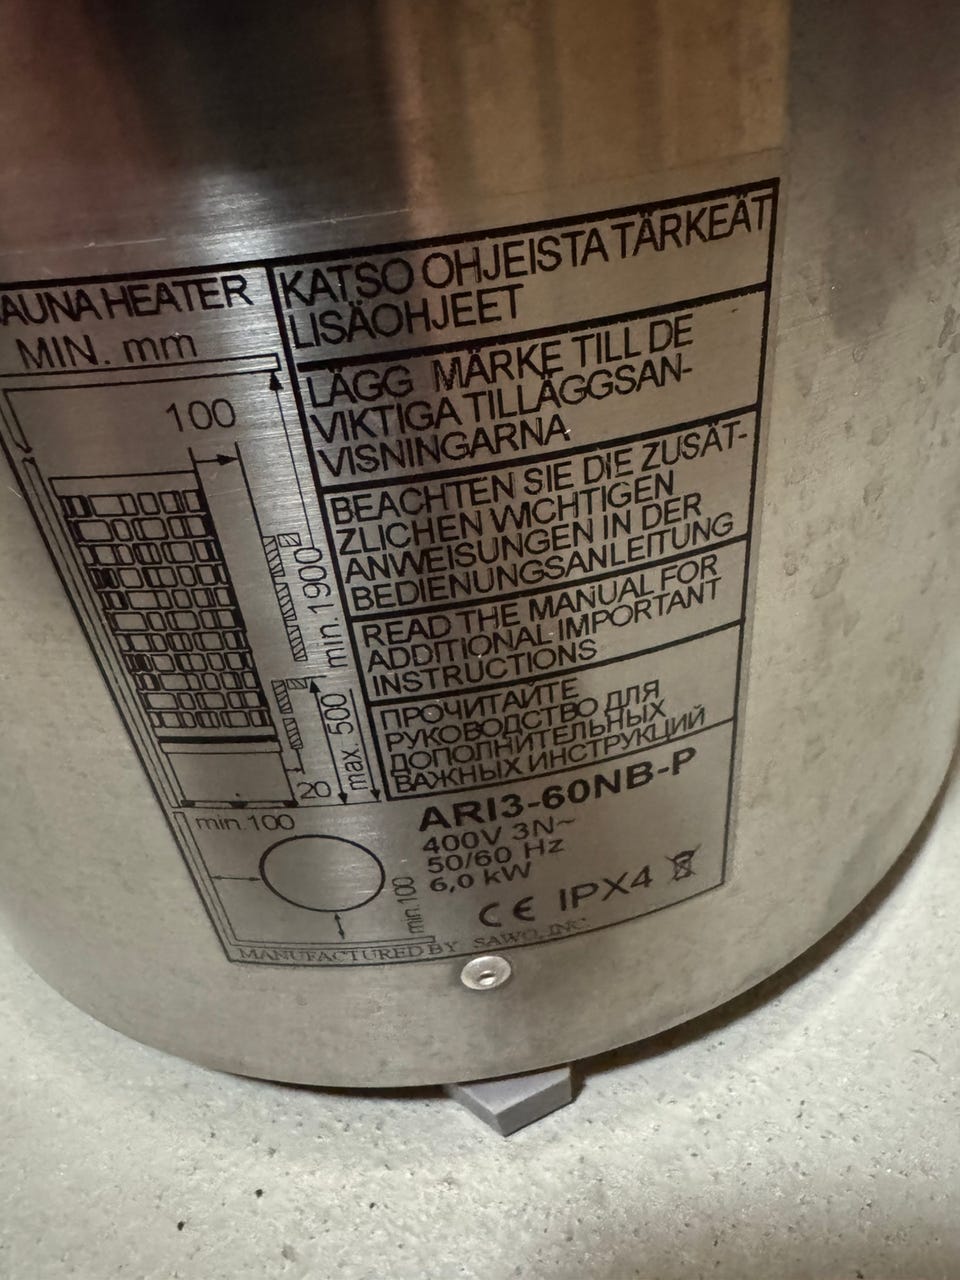 SAUNA HEATER
MIN. mm
100
min. 1900
max. 500
20
min.100
min.100
KATSO OHJEISTA TÄRKEÄT
LISÄOHJEET
LÄGG MÄRKE TILL DE
VIKTIGA TILLÄGGSAN-
VISNINGARNA
BEACHTEN SIE DIE ZUSÄT-
ZLICHEN WICHTIGEN
ANWEISUNGEN IN DER
BEDIENUNGSANLEITUNG
READ THE MANUAL FOR
ADDITIONAL IMPORTANT
INSTRUCTIONS
ПРОЧИТАЙТЕ
РУКОВОДСТВО ДЛЯ
ДОПОЛНИТЕЛЬНЫХ
ВАЖНЫХ ИНСТРУКЦИЙ
ARI3-60NB-P
400V 3N~
50/60 Hz
6,0 kW
CE IPX4
MANUFACTURED BY SAWO, INC.